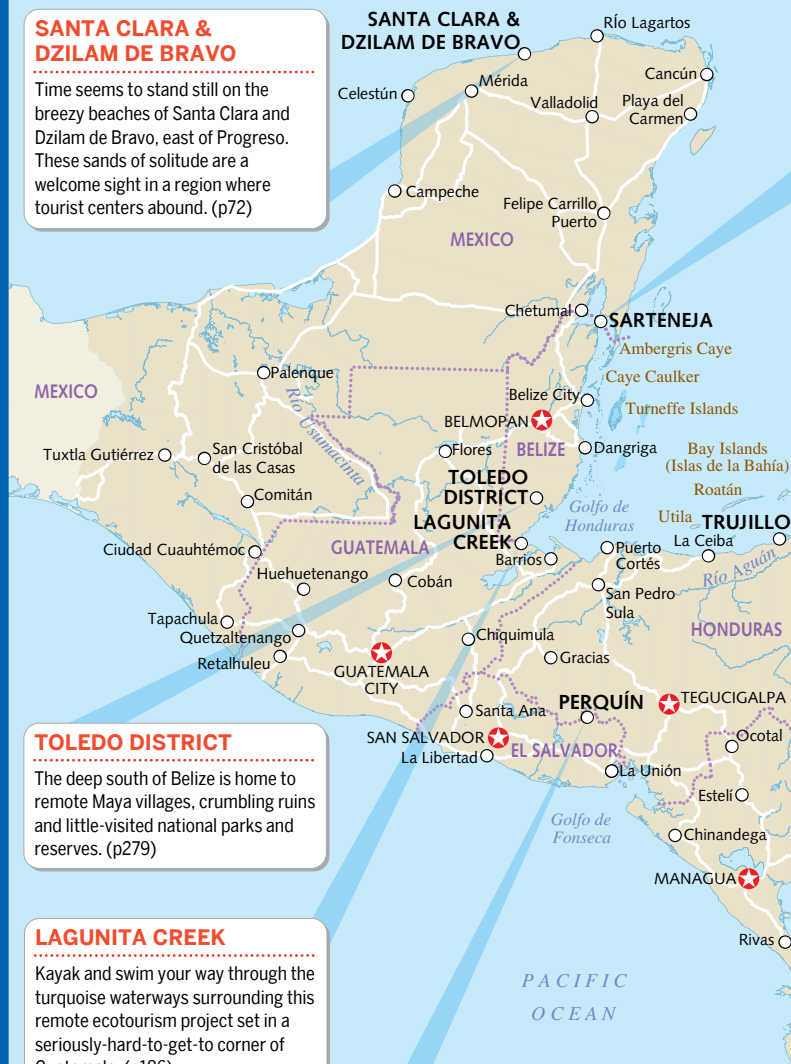 SANTA CLARA &
DZILAM DE BRAVO
Time seems to stand still on the
breezy beaches of Santa Clara and
Dzilam de Bravo, east of Progreso.
These sands of solitude are a
welcome sight in a region where
tourist centers abound. (p72)
SANTA CLARA &
DZILAM DE BRAVO
Río Lagartos
Cancún
Mérida
Celestún
Valladolid
Playa del
Carmen
Campeche
Felipe Carrillo
Puerto
MEXICO
Chetumal
SARTENEJA
Ambergris Caye
Palenque
Caye Caulker
MEXICO
Belize City
Turneffe Islands
Río Usumacinta
BELMOPAN
Tuxtla Gutiérrez
San Cristóbal
de las Casas
Flores
BELIZE
Dangriga
Bay Islands
(Islas de la Bahía)
TOLEDO
DISTRICT
Roatán
Comitán
Golfo de
Honduras
Utila
TRUJILLO
LAGUNITA
CREEK
La Ceiba
Ciudad Cuauhtémoc
GUATEMALA
Barrios
Puerto
Cortés
Río Aguán
Huehuetenango
Cobán
San Pedro
Sula
Tapachula
Quetzaltenango
Chiquimula
HONDURAS
Retalhuleu
GUATEMALA
CITY
Gracias
Santa Ana
PERQUÍN
TEGUCIGALPA
SAN SALVADOR
EL SALVADOR
Ocotal
La Libertad
La Unión
TOLEDO DISTRICT
The deep south of Belize is home to
remote Maya villages, crumbling ruins
and little-visited national parks and
reserves. (p279)
Estelí
Golfo de
Fonseca
Chinandega
MANAGUA
Rivas
LAGUNITA CREEK
Kayak and swim your way through the
turquoise waterways surrounding this
remote ecotourism project set in a
seriously-hard-to-get-to corner of
PACIFIC
OCEAN